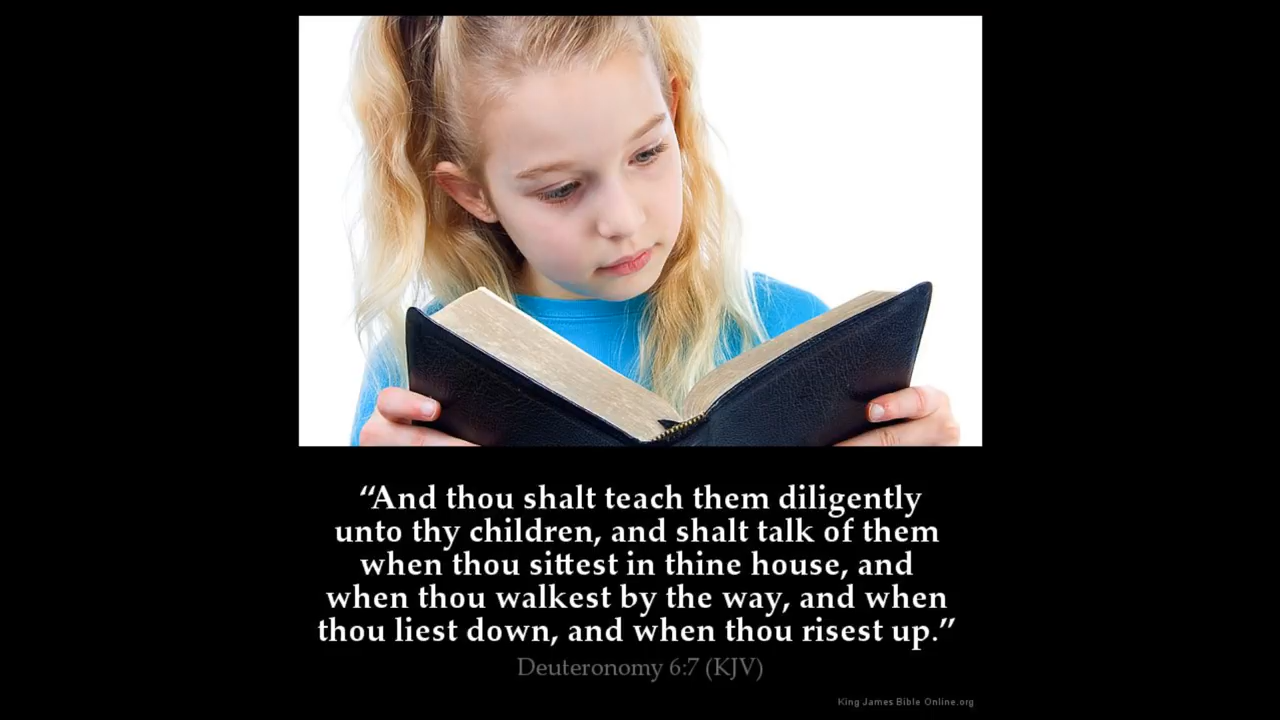 “And thou shalt teach them diligently
unto thy children, and shalt talk of them
when thou sittest in thine house, and
when thou walkest by the way, and when
thou liest down, and when thou risest up.”
Deuteronomy 6:7 (KJV)
King James Bible Online.org